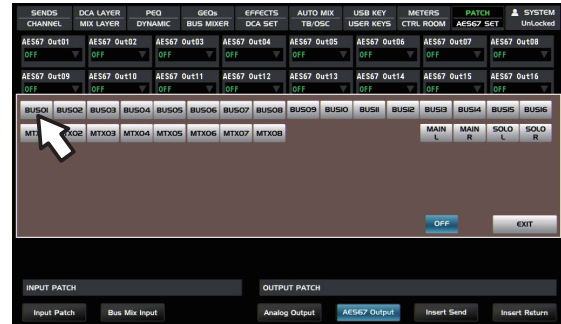 SENDS DCA LAYER PEQ GEQs EFFECTS AUTO MIX USB KEY METERS PATCH SYSTEM
CHANNEL MIX LAYER DYNAMIC BUS MIXER DCA SET TB/OSC USER KEYS CTRL ROOM AES67 SET UnLocked
AES67 Out01 AES67 Out02 AES67 Out03 AES67 Out04 AES67 Out05 AES67 Out06 AES67 Out07 AES67 Out08
OFF OFF OFF OFF OFF OFF OFF OFF
AES67 Out09 AES67 Out10 AES67 Out11 AES67 Out12 AES67 Out13 AES67 Out14 AES67 Out15 AES67 Out16
OFF OFF OFF OFF OFF OFF OFF OFF
BUS01 BUS02 BUS03 BUS04 BUS05 BUS06 BUS07 BUS08 BUS09 BUS10 BUS11 BUS12 BUS13 BUS14 BUS15 BUS16
MTX03 MTX04 MTX05 MTX06 MTX07 MTX08 MAIN L MAIN R SOLO L SOLO R
OFF EXIT
INPUT PATCH OUTPUT PATCH
Input Patch Bus Mix Input Analog Output AES67 Output Insert Send Insert Return